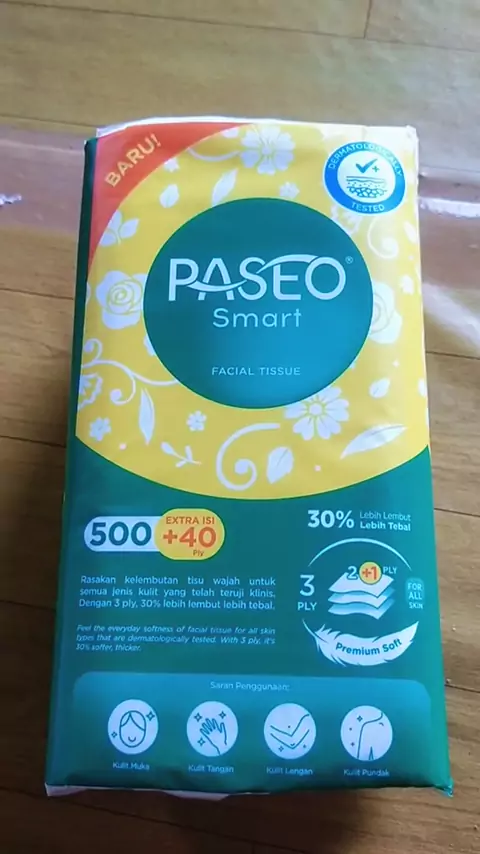 BARU!
DERMATOLOGICALLY
TESTED
PASEO®
Smart
FACIAL TISSUE
500
EXTRA ISI
+40
Ply
30% Lebih Lembut
Lebih Tebal
Rasakan kelembutan tisu wajah untuk
semua jenis kulit yang telah teruji klinis.
Dengan 3 ply, 30% lebih lembut lebih tebal.
Feel the everyday softness of facial tissue for all skin
types that are dermatologically tested. With 3 ply, it's
30% softer, thicker.
3
PLY
2 +1 PLY
FOR
ALL
SKIN
Premium Soft
Saran Penggunaan:
Kulit Muka
Kulit Tangan
Kulit Lengan
Kulit Pundak